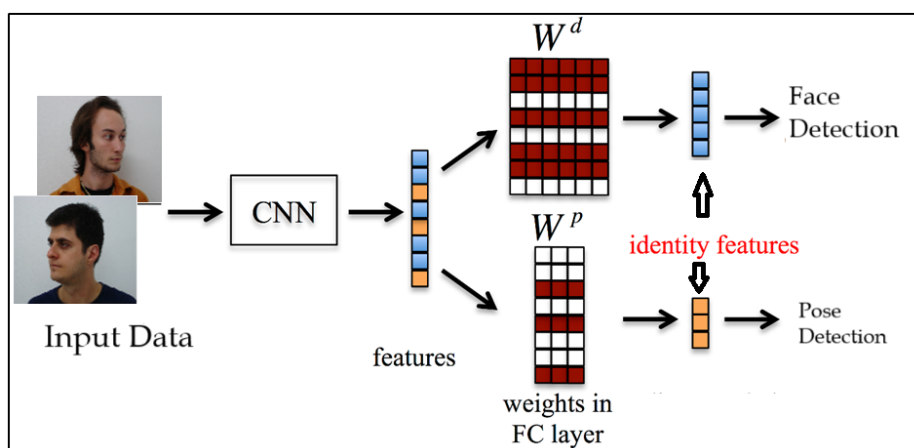 W^d
Face
Detection
CNN
W^p
identity features
Input Data
Pose
Detection
features
weights in
FC layer